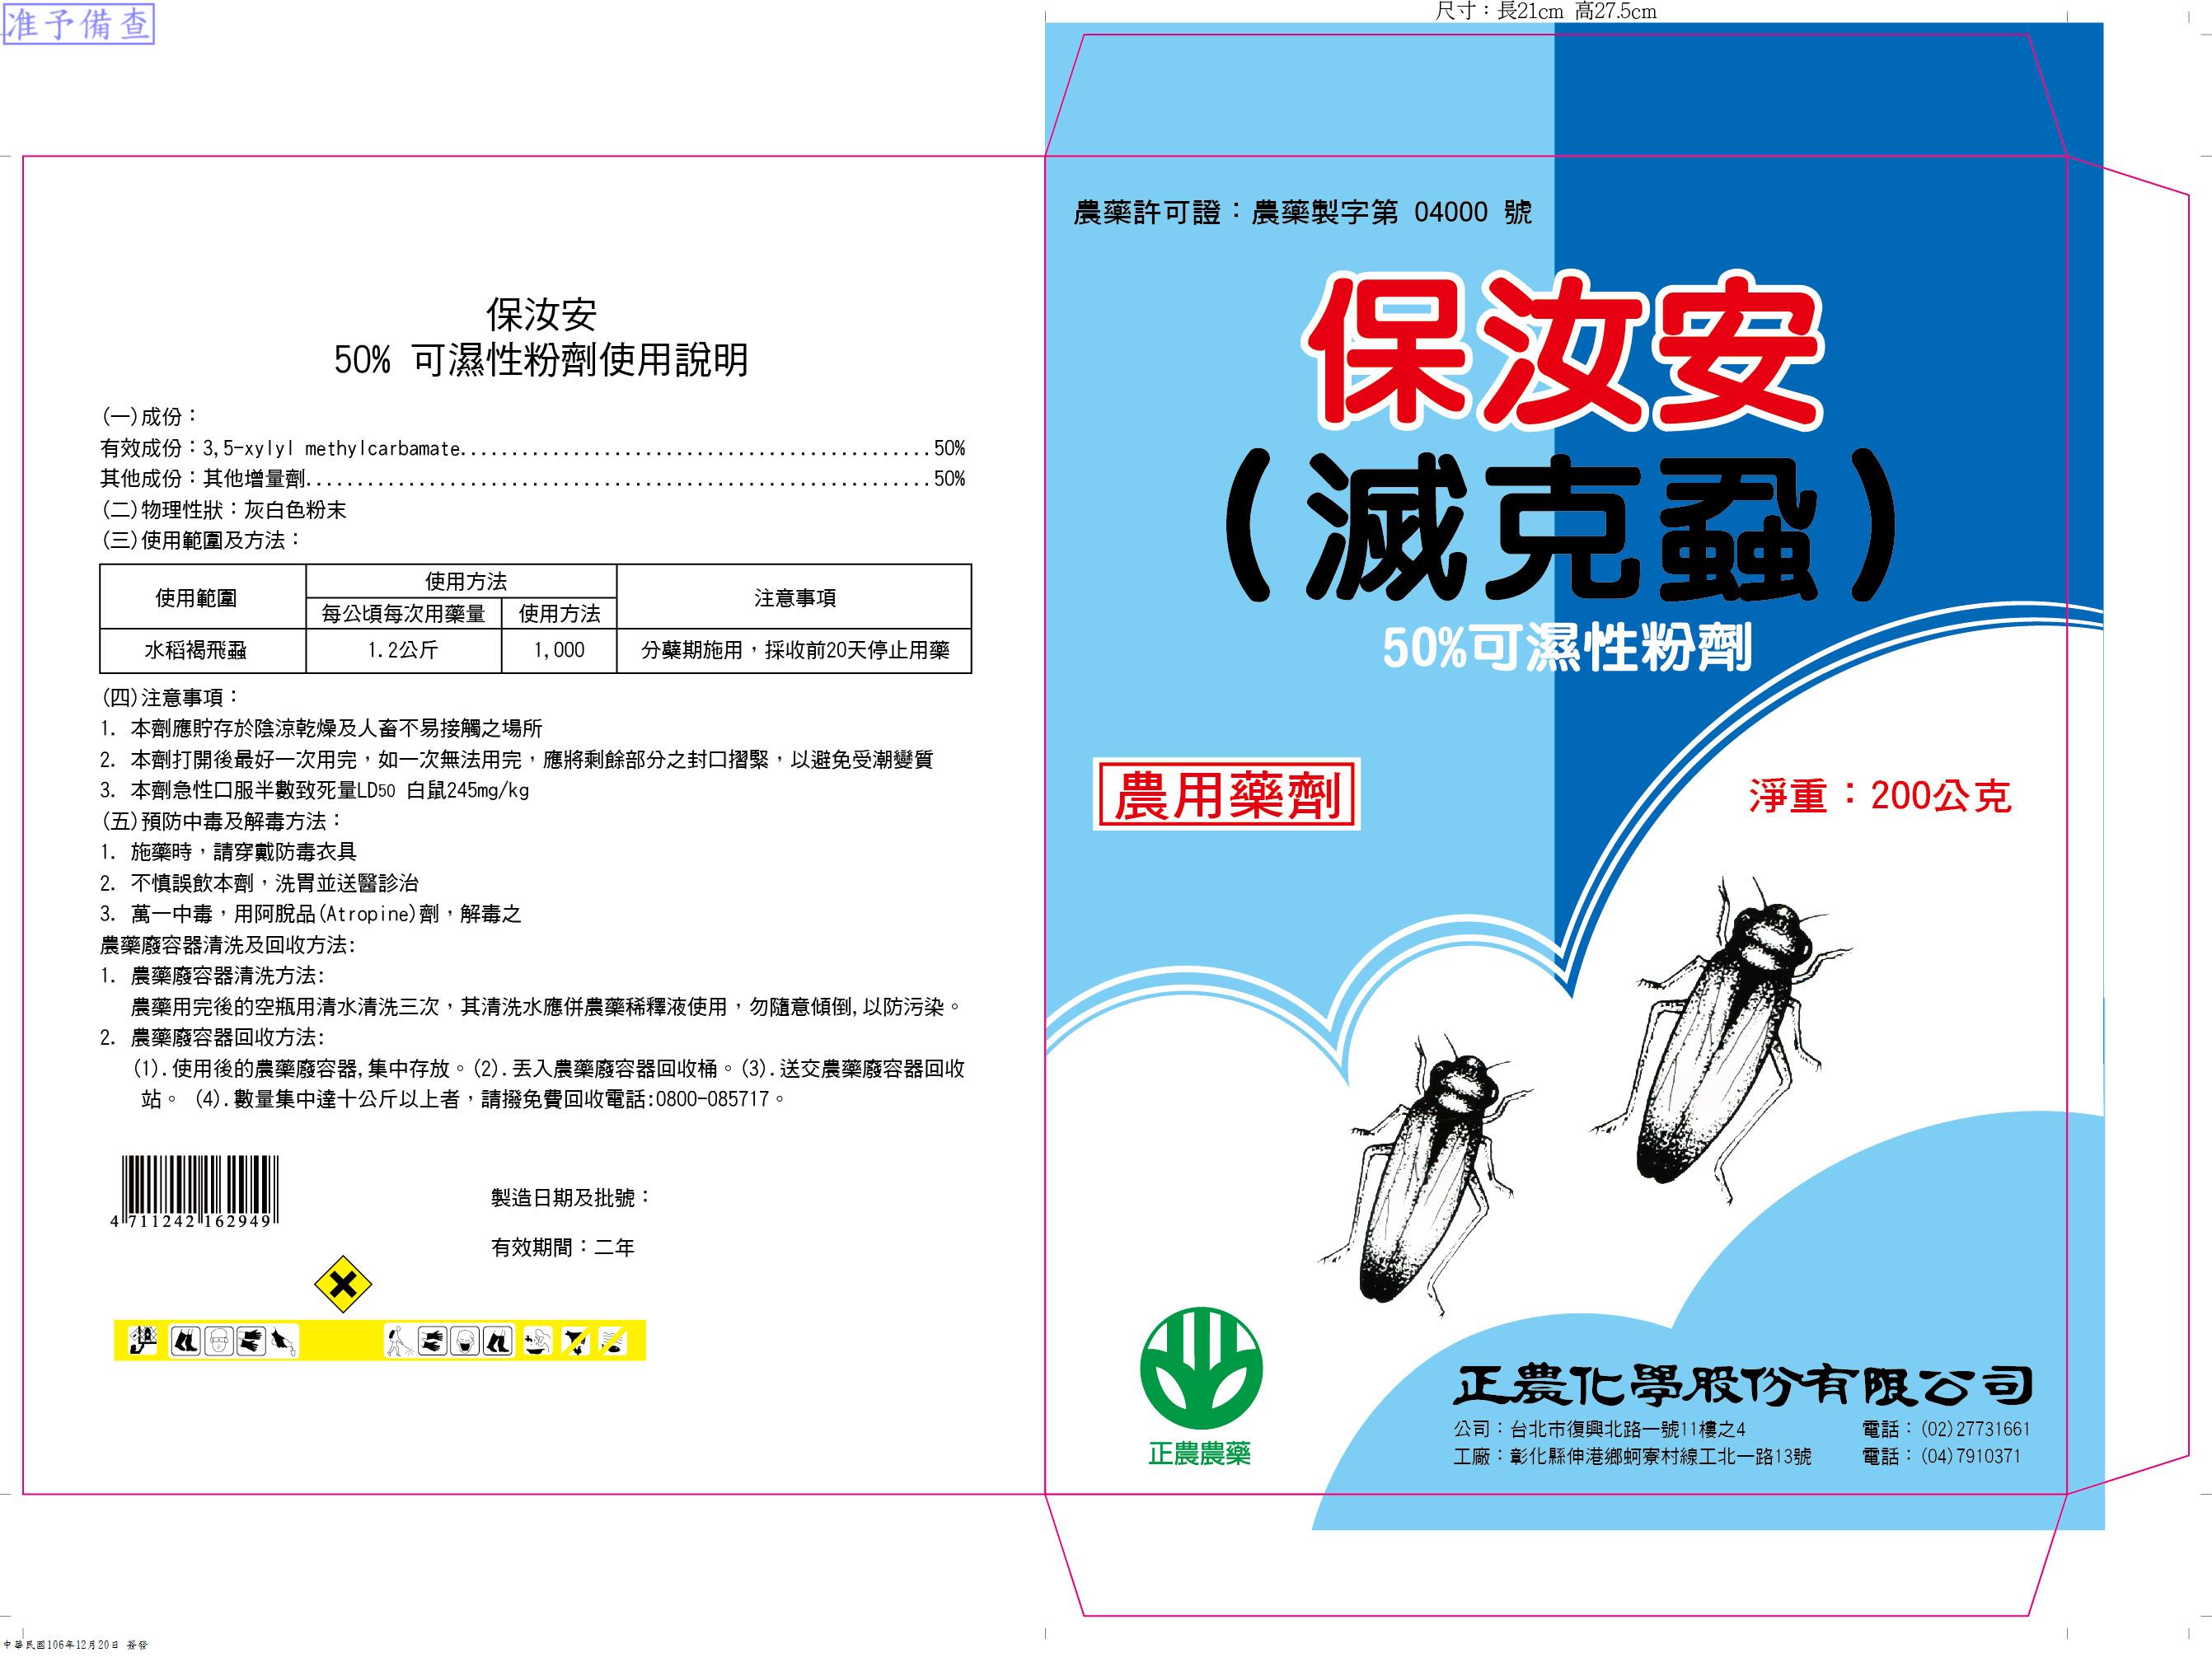 准予備查
尺寸：長21cm 高27.5cm
保汝安
50% 可濕性粉劑使用說明
(一)成份：
有效成份：3,5-xylyl methylcarbamate..............................................50%
其他成份：其他增量劑.............................................................50%
(二)物理性狀：灰白色粉末
(三)使用範圍及方法：
使用範圍 使用方法 注意事項
每公頃每次用藥量 使用方法
水稻褐飛蝨 1.2公斤 1,000 分蘗期施用，採收前20天停止用藥
(四)注意事項：
1. 本劑應貯存於陰涼乾燥及人畜不易接觸之場所
2. 本劑打開後最好一次用完，如一次無法用完，應將剩餘部分之封口摺緊，以避免受潮變質
3. 本劑急性口服半數致死量LD50 白鼠245mg/kg
(五)預防中毒及解毒方法：
1. 施藥時，請穿戴防毒衣具
2. 不慎誤飲本劑，洗胃並送醫診治
3. 萬一中毒，用阿脫品(Atropine)劑，解毒之
農藥廢容器清洗及回收方法:
1. 農藥廢容器清洗方法:
農藥用完後的空瓶用清水清洗三次，其清洗水應併農藥稀釋液使用，勿隨意傾倒,以防污染。
2. 農藥廢容器回收方法:
(1).使用後的農藥廢容器,集中存放。(2).丟入農藥廢容器回收桶。(3).送交農藥廢容器回收
站。 (4).數量集中達十公斤以上者，請撥免費回收電話:0800-085717。
4 711242 162949
製造日期及批號：
有效期間：二年
農藥許可證：農藥製字第 04000 號
保汝安
(滅克蝨)
50%可濕性粉劑
農用藥劑
淨重：200公克
正農農藥
正農化學股份有限公司
公司：台北市復興北路一號11樓之4 電話：(02)27731661
工廠：彰化縣伸港鄉蚵寮村線工北一路13號 電話：(04)7910371
中華民國106年12月20日 簽發